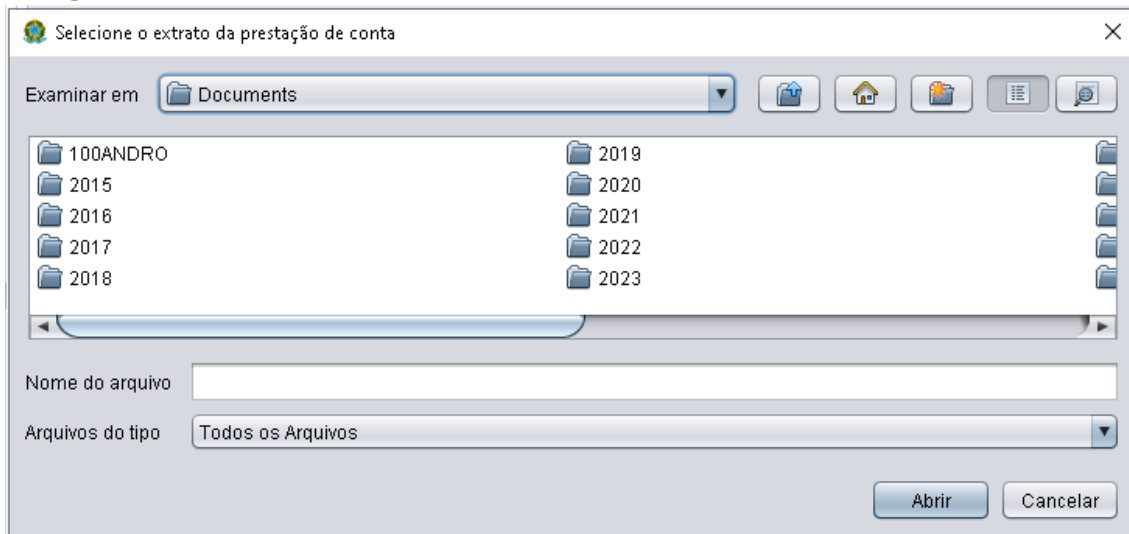 Selecione o extrato da prestação de conta
Examinar em Documents
100ANDRO
2015
2016
2017
2018
2019
2020
2021
2022
2023
Nome do arquivo
Arquivos do tipo Todos os Arquivos
Abrir Cancelar